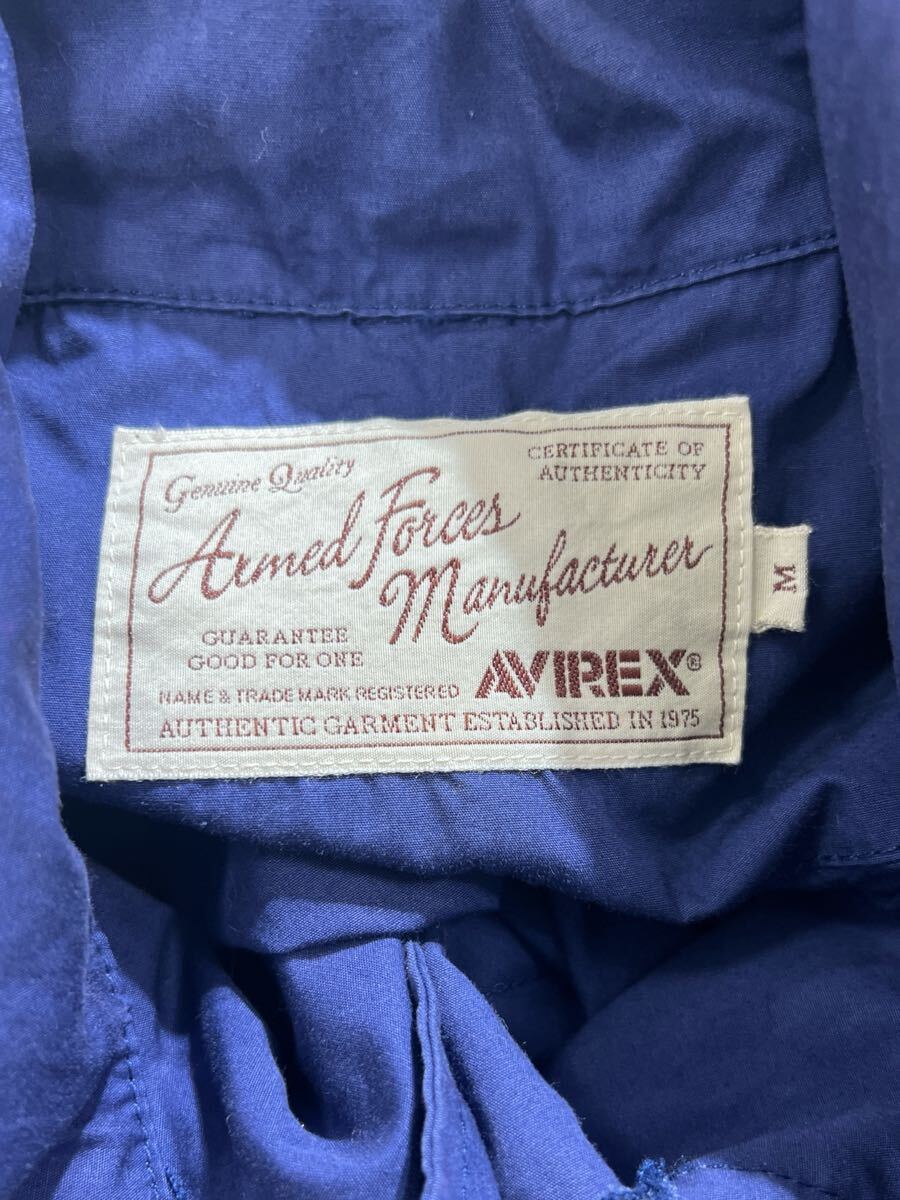 Genuine Quality
CERTIFICATE OF
AUTHENTICITY
Armed Forces
Manufacturer
GUARANTEE
GOOD FOR ONE
NAME & TRADE MARK REGISTERED
AVIREX®
AUTHENTIC GARMENT ESTABLISHED IN 1975
M